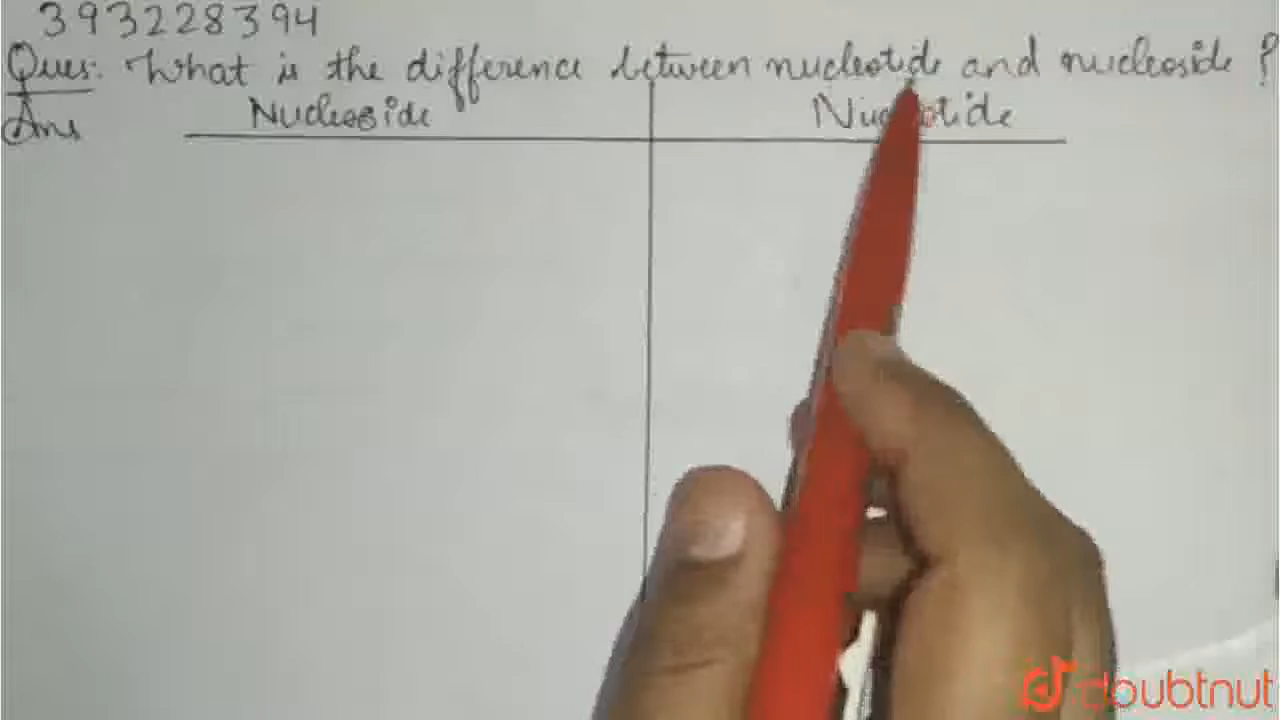 393228394
Ques: What is the difference between nucleotide and nucleoside ?
Ans Nucleoside
doubtnut